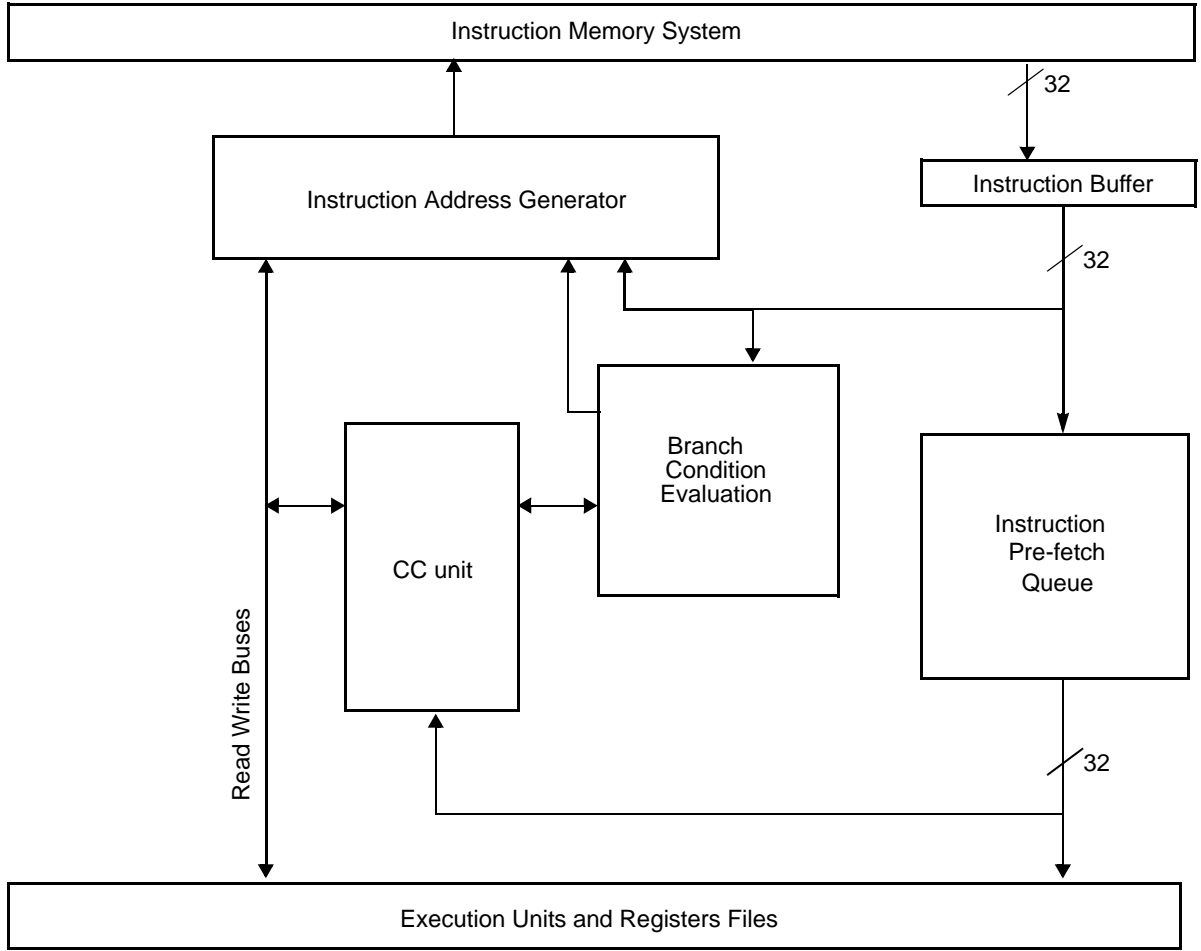 Instruction Memory System
32
Instruction Address Generator
Instruction Buffer
32
Branch
Condition
Evaluation
Instruction
Pre-fetch
Queue
CC unit
Read Write Buses
32
Execution Units and Registers Files